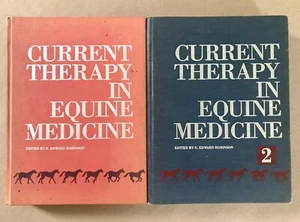 CURRENT
THERAPY
IN
EQUINE
MEDICINE
EDITED BY N. EDWARD ROBINSON
CURRENT
THERAPY
IN
EQUINE
MEDICINE
EDITED BY N. EDWARD ROBINSON
2